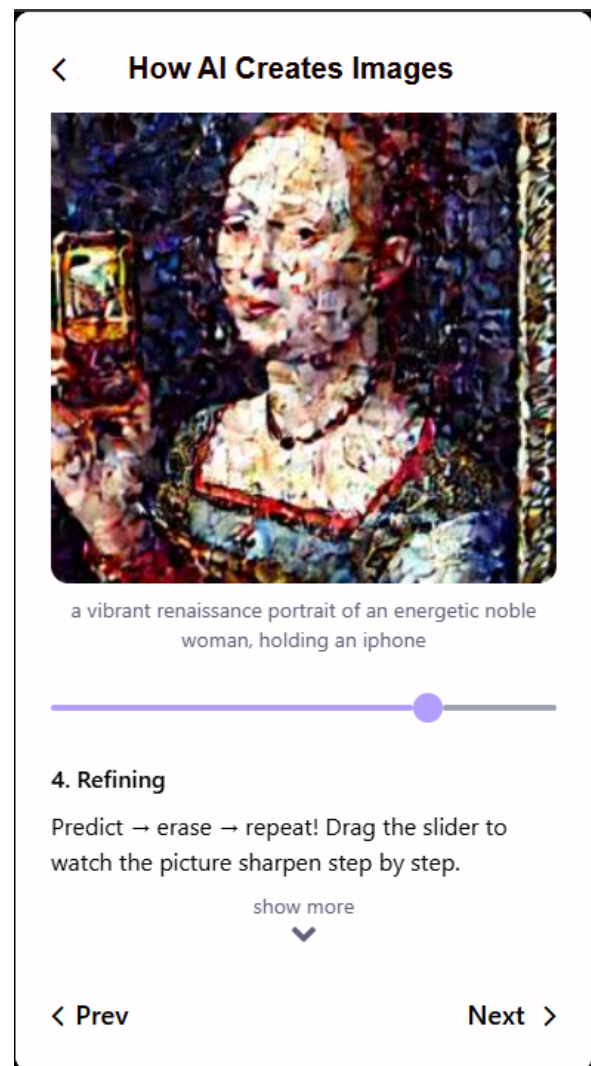 How AI Creates Images
a vibrant renaissance portrait of an energetic noble
woman, holding an iphone
4. Refining
Predict → erase → repeat! Drag the slider to
watch the picture sharpen step by step.
show more
Prev
Next